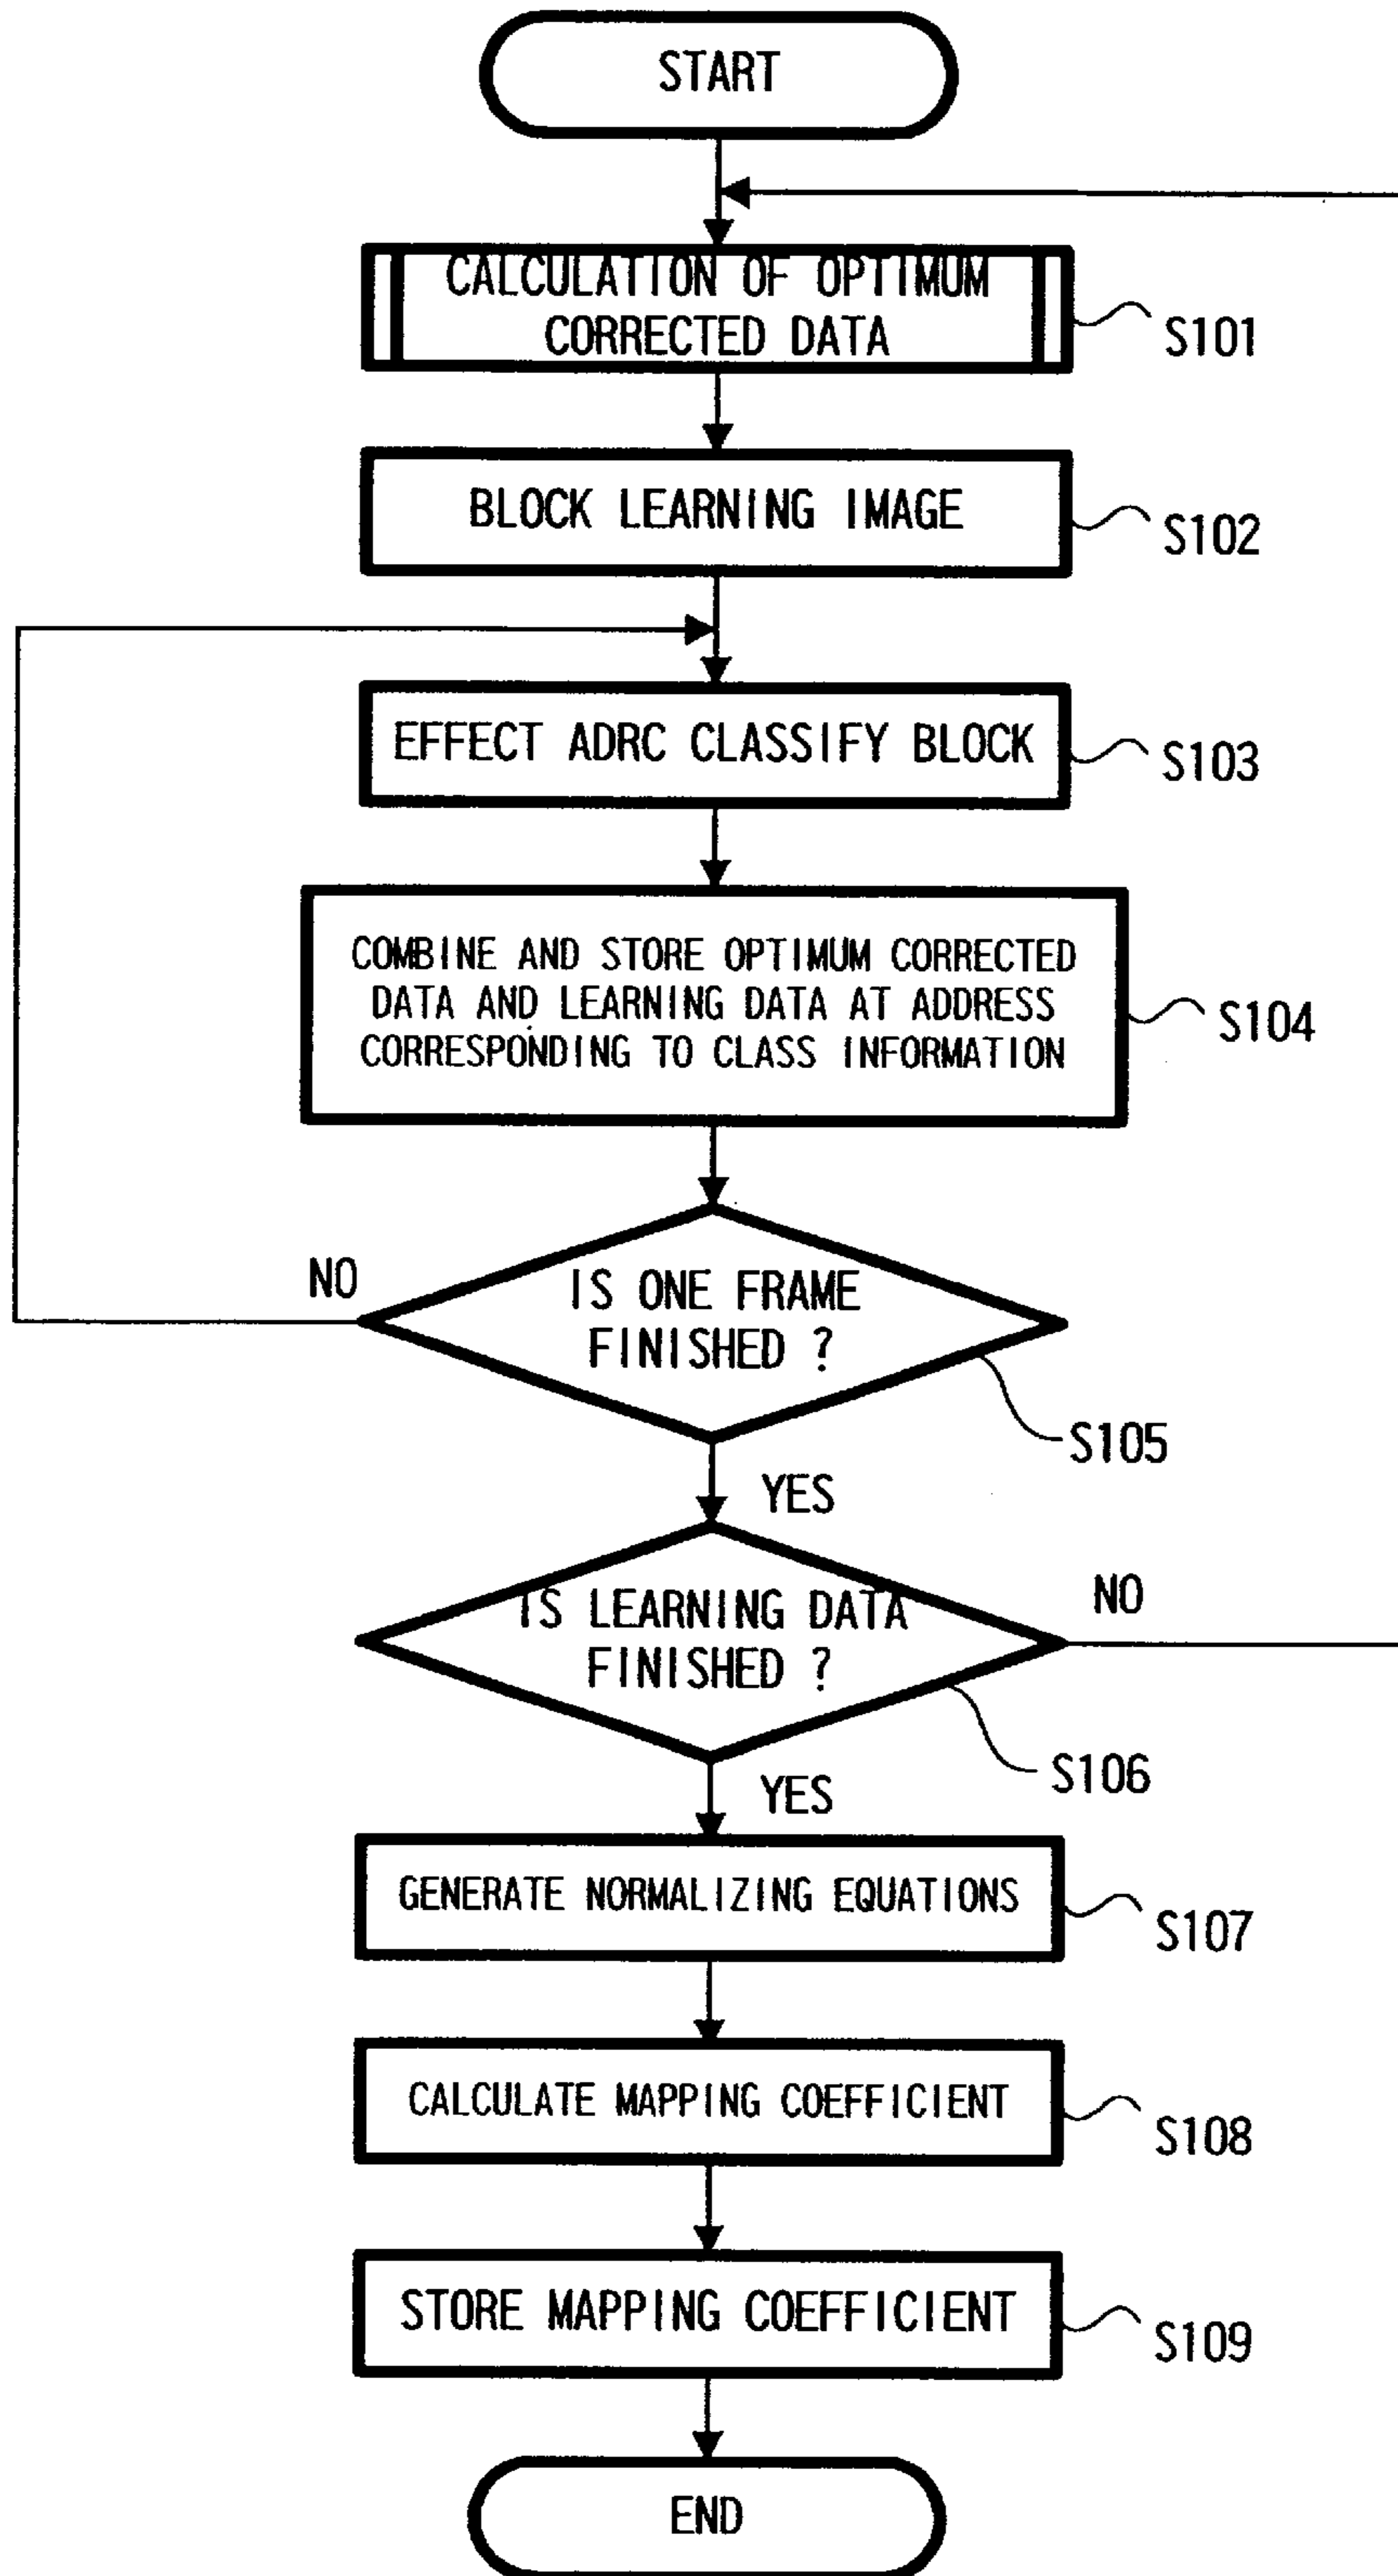 START
CALCULATION OF OPTIMUM
CORRECTED DATA
S101
BLOCK LEARNING IMAGE
S102
EFFECT ADRC CLASSIFY BLOCK
S103
COMBINE AND STORE OPTIMUM CORRECTED
DATA AND LEARNING DATA AT ADDRESS
CORRESPONDING TO CLASS INFORMATION
S104
NO
IS ONE FRAME
FINISHED ?
S105
YES
IS LEARNING DATA
FINISHED ?
NO
S106
YES
GENERATE NORMALIZING EQUATIONS
S107
CALCULATE MAPPING COEFFICIENT
S108
STORE MAPPING COEFFICIENT
S109
END